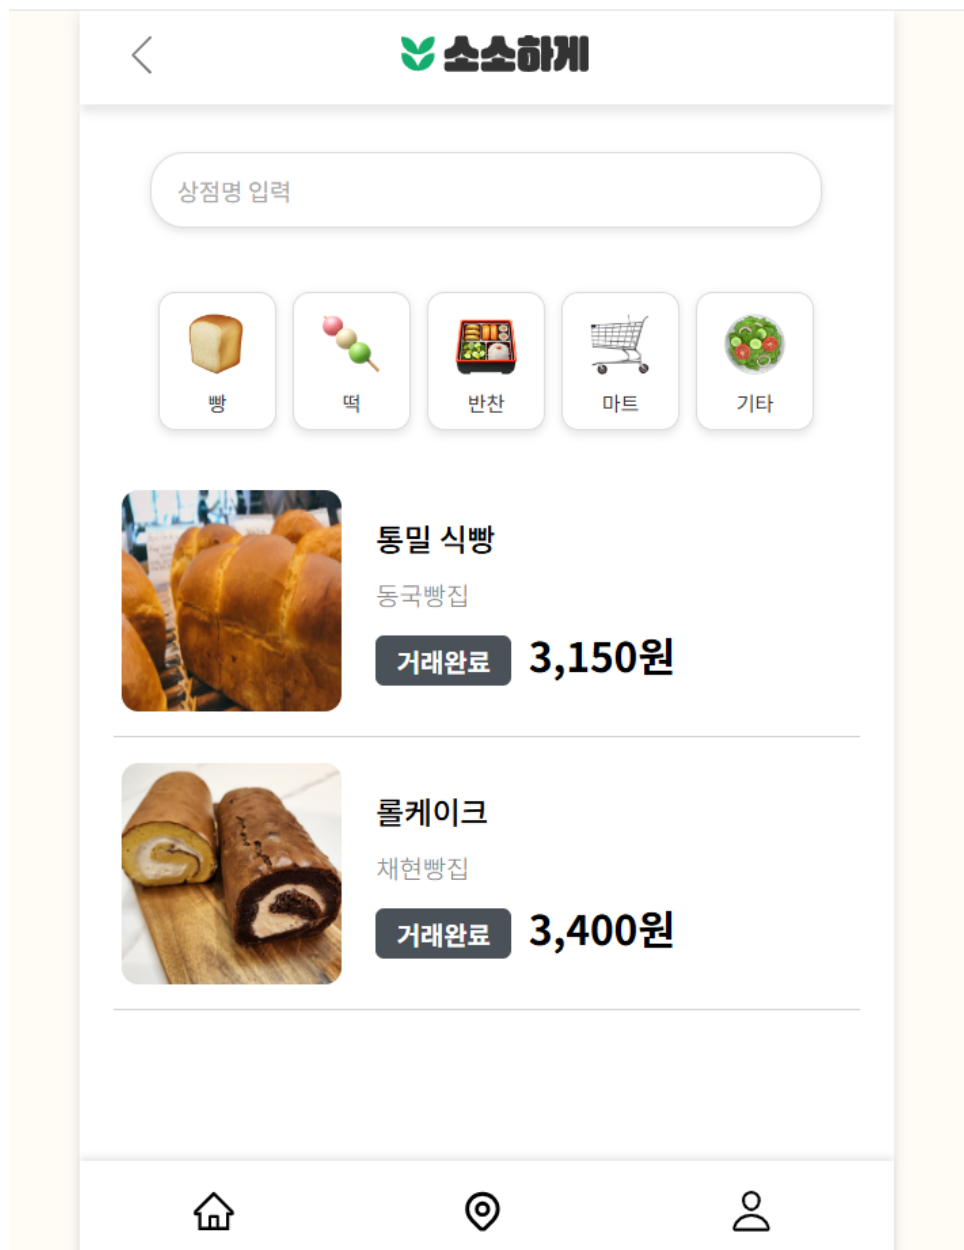 소소하게
상점명 입력
빵 떡 반찬 마트 기타
통밀 식빵
동국빵집
거래완료 3,150원
롤케이크
채현빵집
거래완료 3,400원